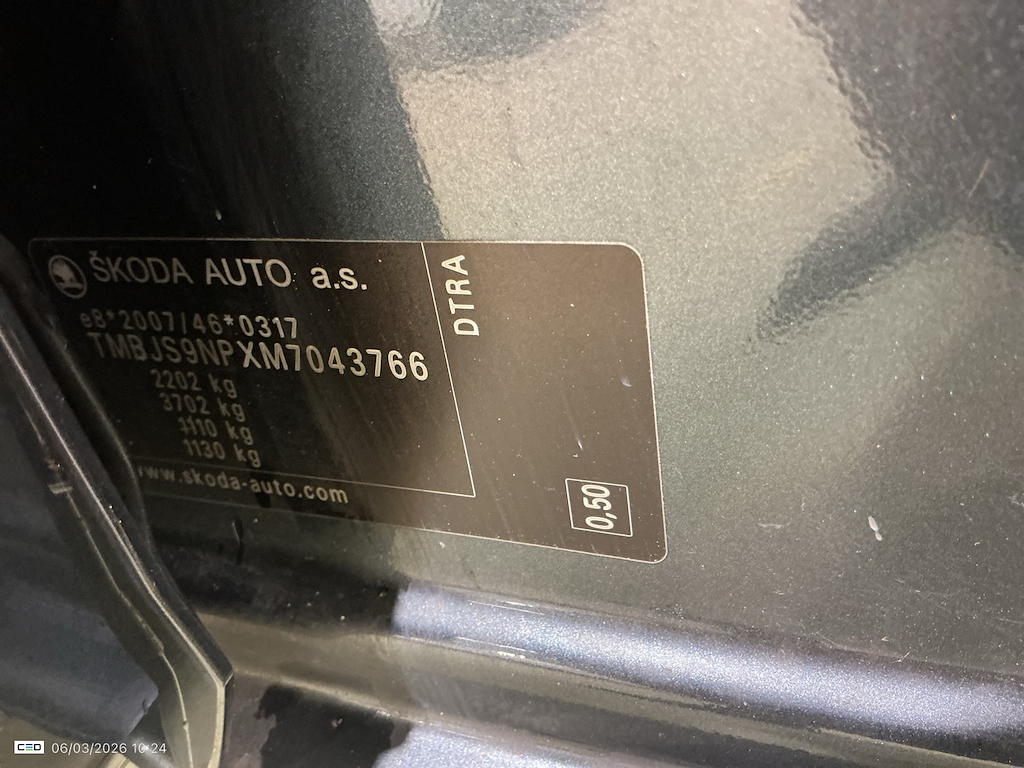 ŠKODA AUTO a.s.
e8*2007/46*0317
TMBJS9NPXM7043766
2202 kg
3702 kg
1110 kg
1130 kg
www.skoda-auto.com
DTRA
0,50
CEO 06/03/2026 10:24